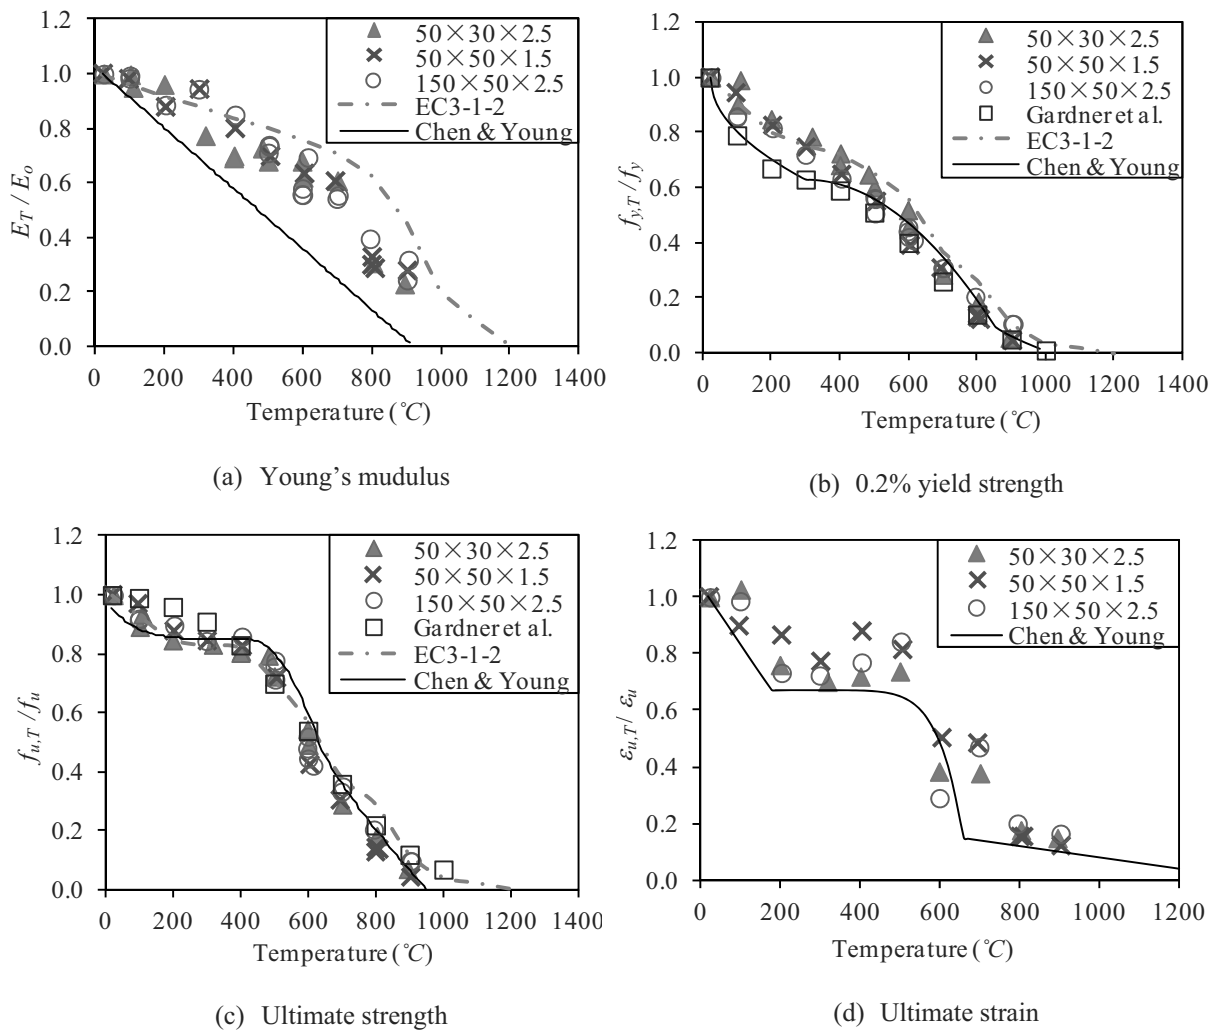 1.2
1.0
0.8
0.6
0.4
0.2
0.0
E_T / E_o
50×30×2.5
50×50×1.5
150×50×2.5
EC3-1-2
Chen & Young
0 200 400 600 800 1000 1200 1400
Temperature (˚C)
(a) Young's mudulus
1.2
1.0
0.8
0.6
0.4
0.2
0.0
f_{y,T} / f_y
50×30×2.5
50×50×1.5
150×50×2.5
Gardner et al.
EC3-1-2
Chen & Young
0 200 400 600 800 1000 1200 1400
Temperature (˚C)
(b) 0.2% yield strength
1.2
1.0
0.8
0.6
0.4
0.2
0.0
f_{u,T} / f_u
50×30×2.5
50×50×1.5
150×50×2.5
Gardner et al.
EC3-1-2
Chen & Young
0 200 400 600 800 1000 1200 1400
Temperature (˚C)
(c) Ultimate strength
1.2
1.0
0.8
0.6
0.4
0.2
0.0
ε_{u,T} / ε_u
50×30×2.5
50×50×1.5
150×50×2.5
Chen & Young
0 200 400 600 800 1000 1200
Temperature (˚C)
(d) Ultimate strain